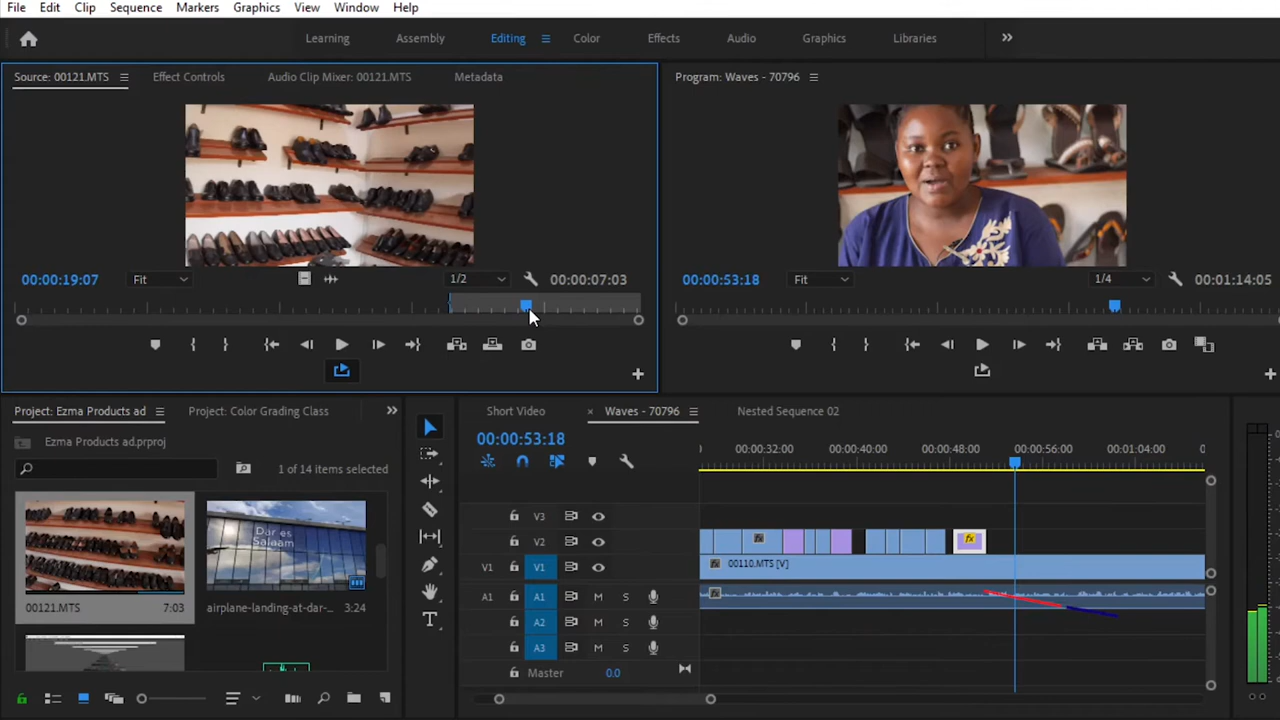 File Edit Clip Sequence Markers Graphics View Window Help
Learning Assembly Editing Color Effects Audio Graphics Libraries
Source: 00121.MTS Effect Controls Audio Clip Mixer: 00121.MTS Metadata
Program: Waves - 70796
00:00:19:07 Fit 1/2 00:00:07:03
00:00:53:18 Fit 1/4 00:01:14:05
Project: Ezma Products ad Project: Color Grading Class
Ezma Products ad.prproj
1 of 14 items selected
Dar es
Salaam
00121.MTS 7:03
airplane-landing-at-dar-... 3:24
Short Video × Waves - 70796 Nested Sequence 02
00:00:53:18
00:00:32:00 00:00:40:00 00:00:48:00 00:00:56:00 00:01:04:00 0
V3
V2 fx fx
V1 V1 fx 00110.MTS [V]
A1 A1 M S
A2 M S
A3 M S
Master 0.0